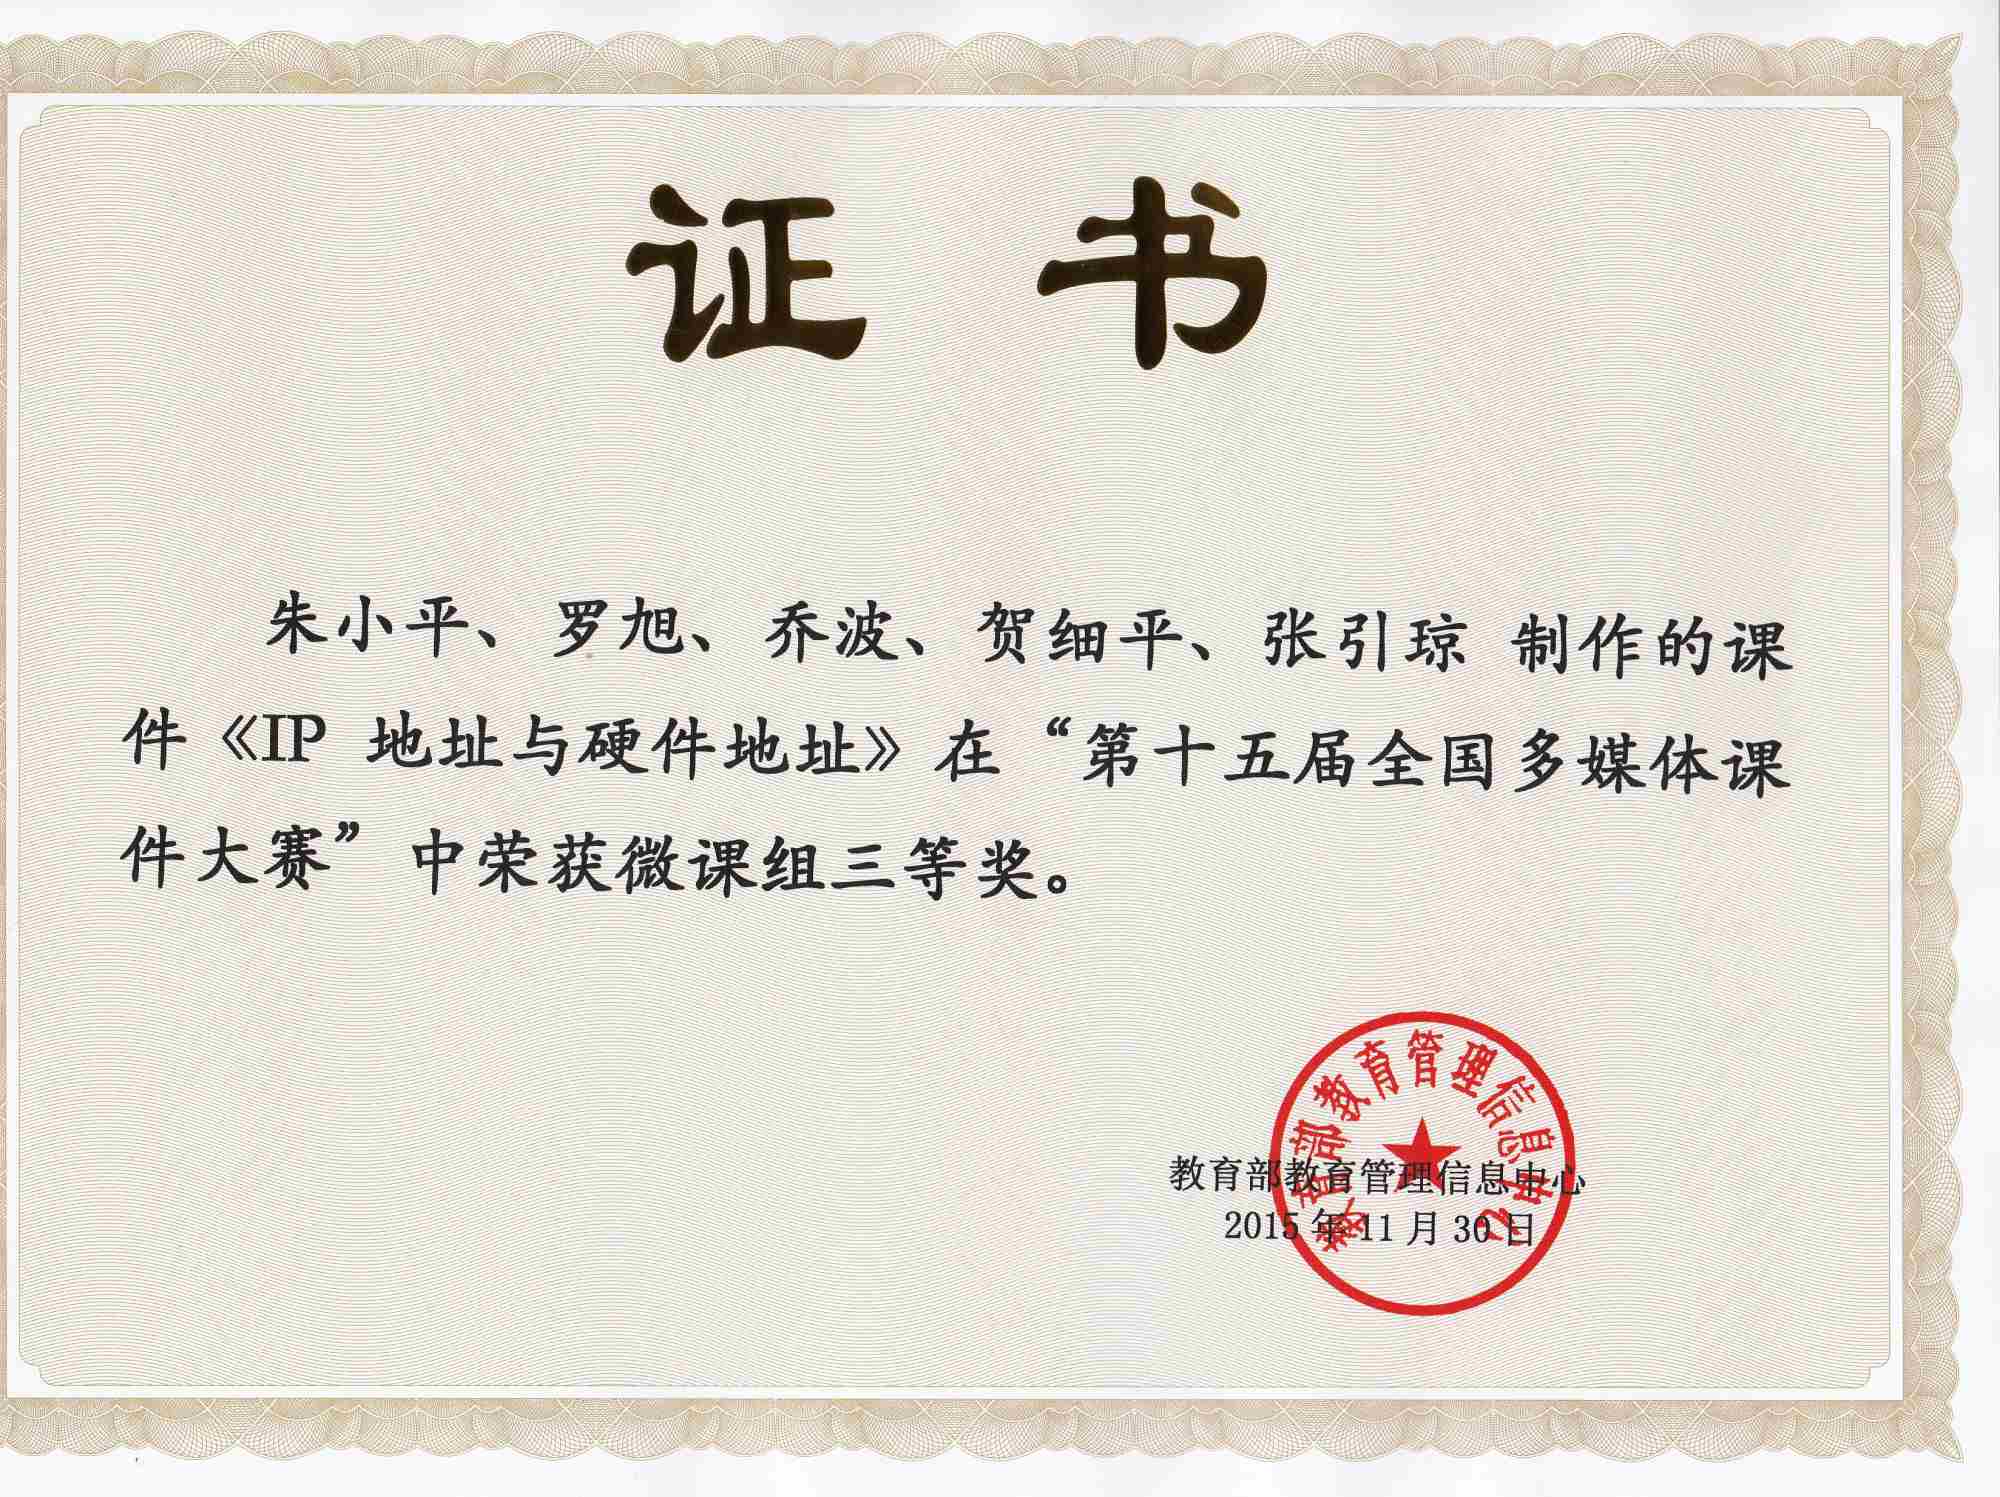 证 书
朱小平、罗旭、乔波、贺细平、张引琼 制作的课
件《IP 地址与硬件地址》在“第十五届全国多媒体课
件大赛”中荣获微课组三等奖。
教育部教育管理信息中心
教育部教育管理信息中心
2015 年 11 月 30 日